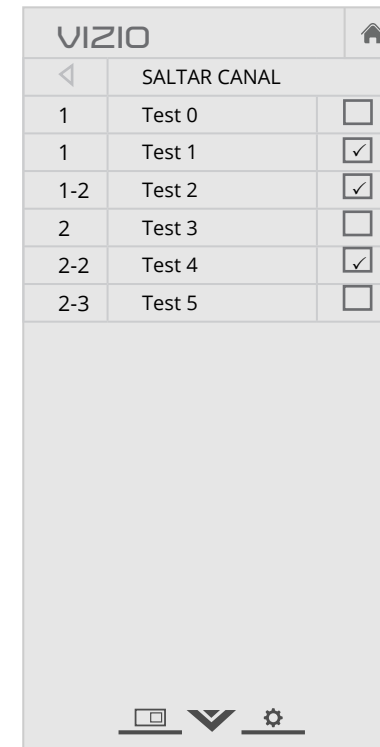 VIZIO
SALTAR CANAL
1 Test 0
1 Test 1
1-2 Test 2
2 Test 3
2-2 Test 4
2-3 Test 5